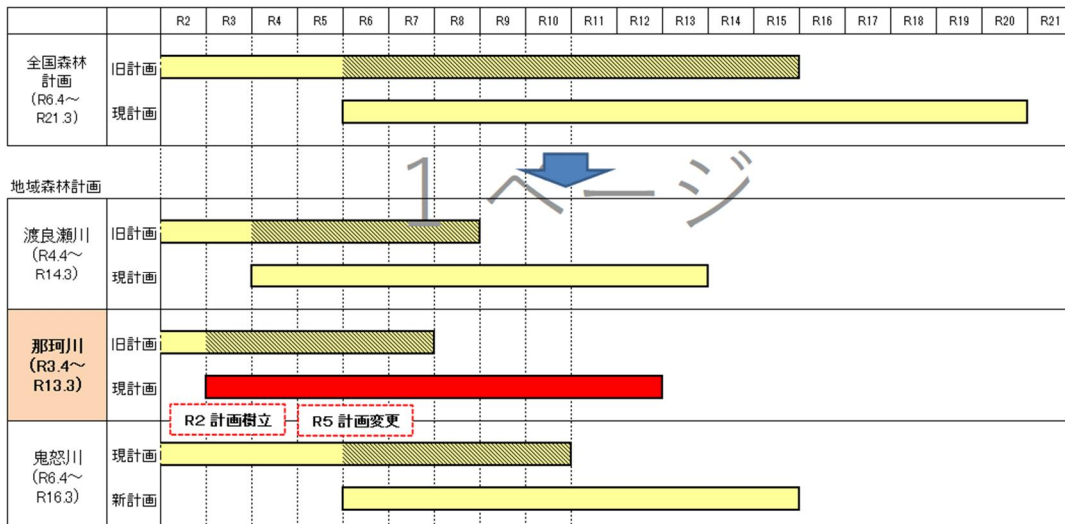 R2 R3 R4 R5 R6 R7 R8 R9 R10 R11 R12 R13 R14 R15 R16 R17 R18 R19 R20 R21
全国森林
計画
(R6.4～
R21.3)
旧計画
現計画
1 ページ
地域森林計画
渡良瀬川
(R4.4～
R14.3)
旧計画
現計画
那珂川
(R3.4～
R13.3)
旧計画
現計画
R2 計画樹立
R5 計画変更
鬼怒川
(R6.4～
R16.3)
現計画
新計画